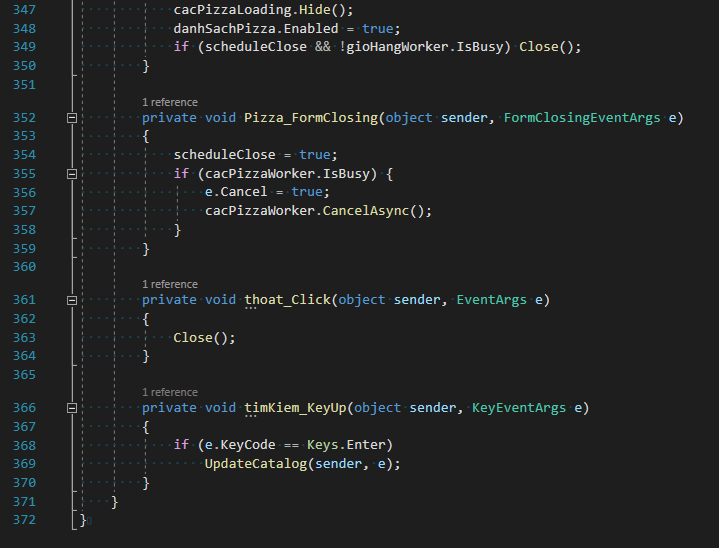 347 cacPizzaLoading.Hide();
348 danhSachPizza.Enabled = true;
349 if (scheduleClose && !gioHangWorker.IsBusy) Close();
350 }
351
1 reference
352 private void Pizza_FormClosing(object sender, FormClosingEventArgs e)
353 {
354 scheduleClose = true;
355 if (cacPizzaWorker.IsBusy) {
356 e.Cancel = true;
357 cacPizzaWorker.CancelAsync();
358 }
359 }
360
1 reference
361 private void thoat_Click(object sender, EventArgs e)
362 {
363 Close();
364 }
365
1 reference
366 private void timKiem_KeyUp(object sender, KeyEventArgs e)
367 {
368 if (e.KeyCode == Keys.Enter)
369 UpdateCatalog(sender, e);
370 }
371 }
372 }